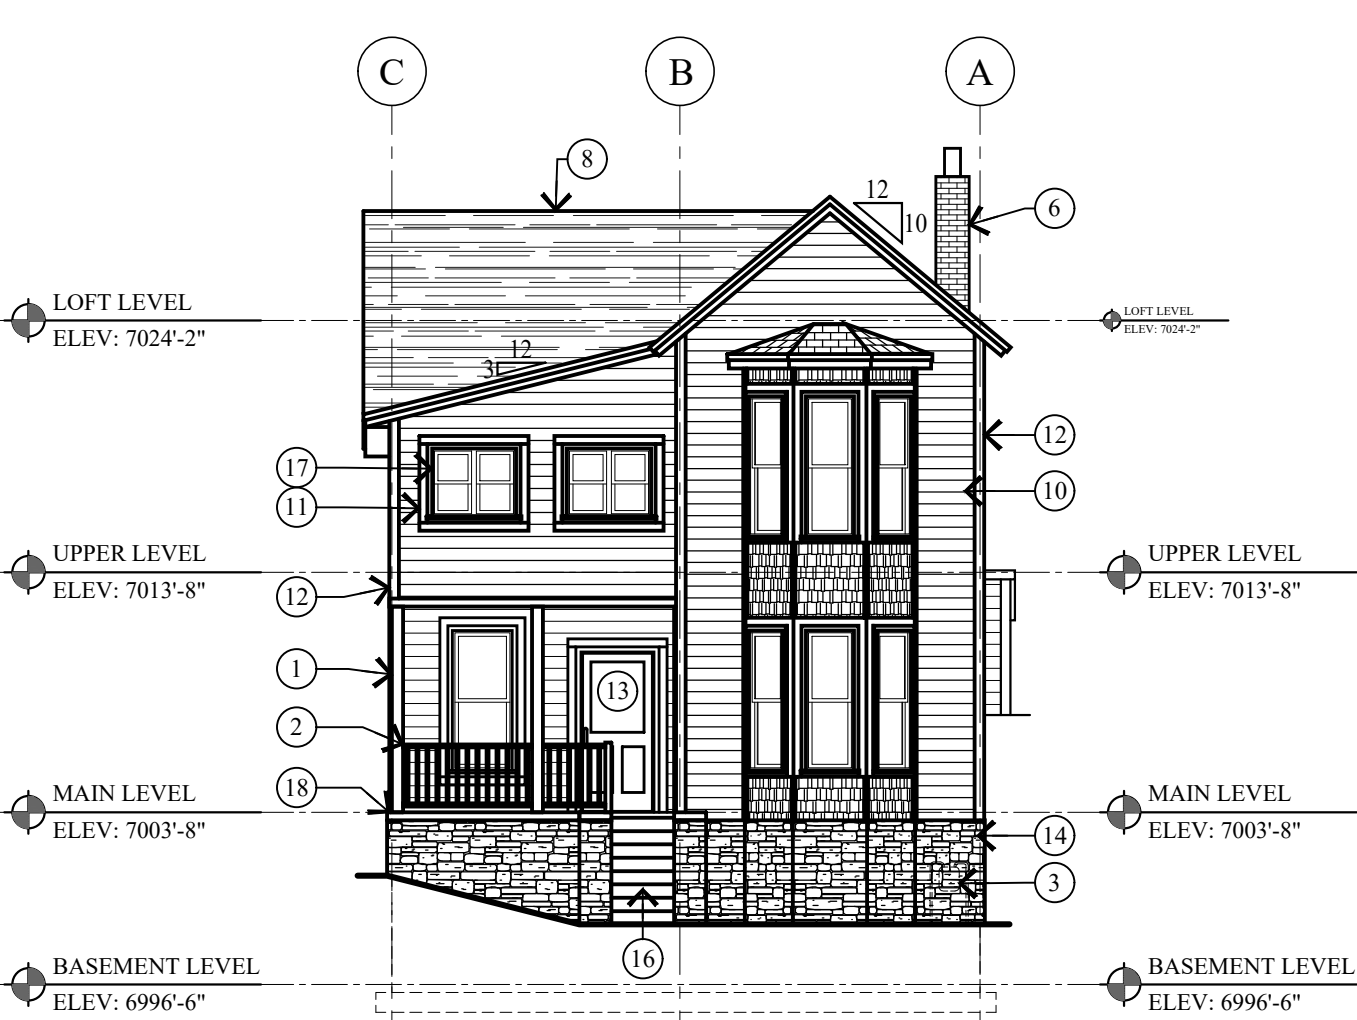 C
B
A
8
12
10
6
LOFT LEVEL
ELEV: 7024'-2"
LOFT LEVEL
ELEV: 7024'-2"
12
3
12
17
10
11
UPPER LEVEL
ELEV: 7013'-8"
UPPER LEVEL
ELEV: 7013'-8"
12
1
13
2
18
MAIN LEVEL
ELEV: 7003'-8"
MAIN LEVEL
ELEV: 7003'-8"
14
3
16
BASEMENT LEVEL
ELEV: 6996'-6"
BASEMENT LEVEL
ELEV: 6996'-6"